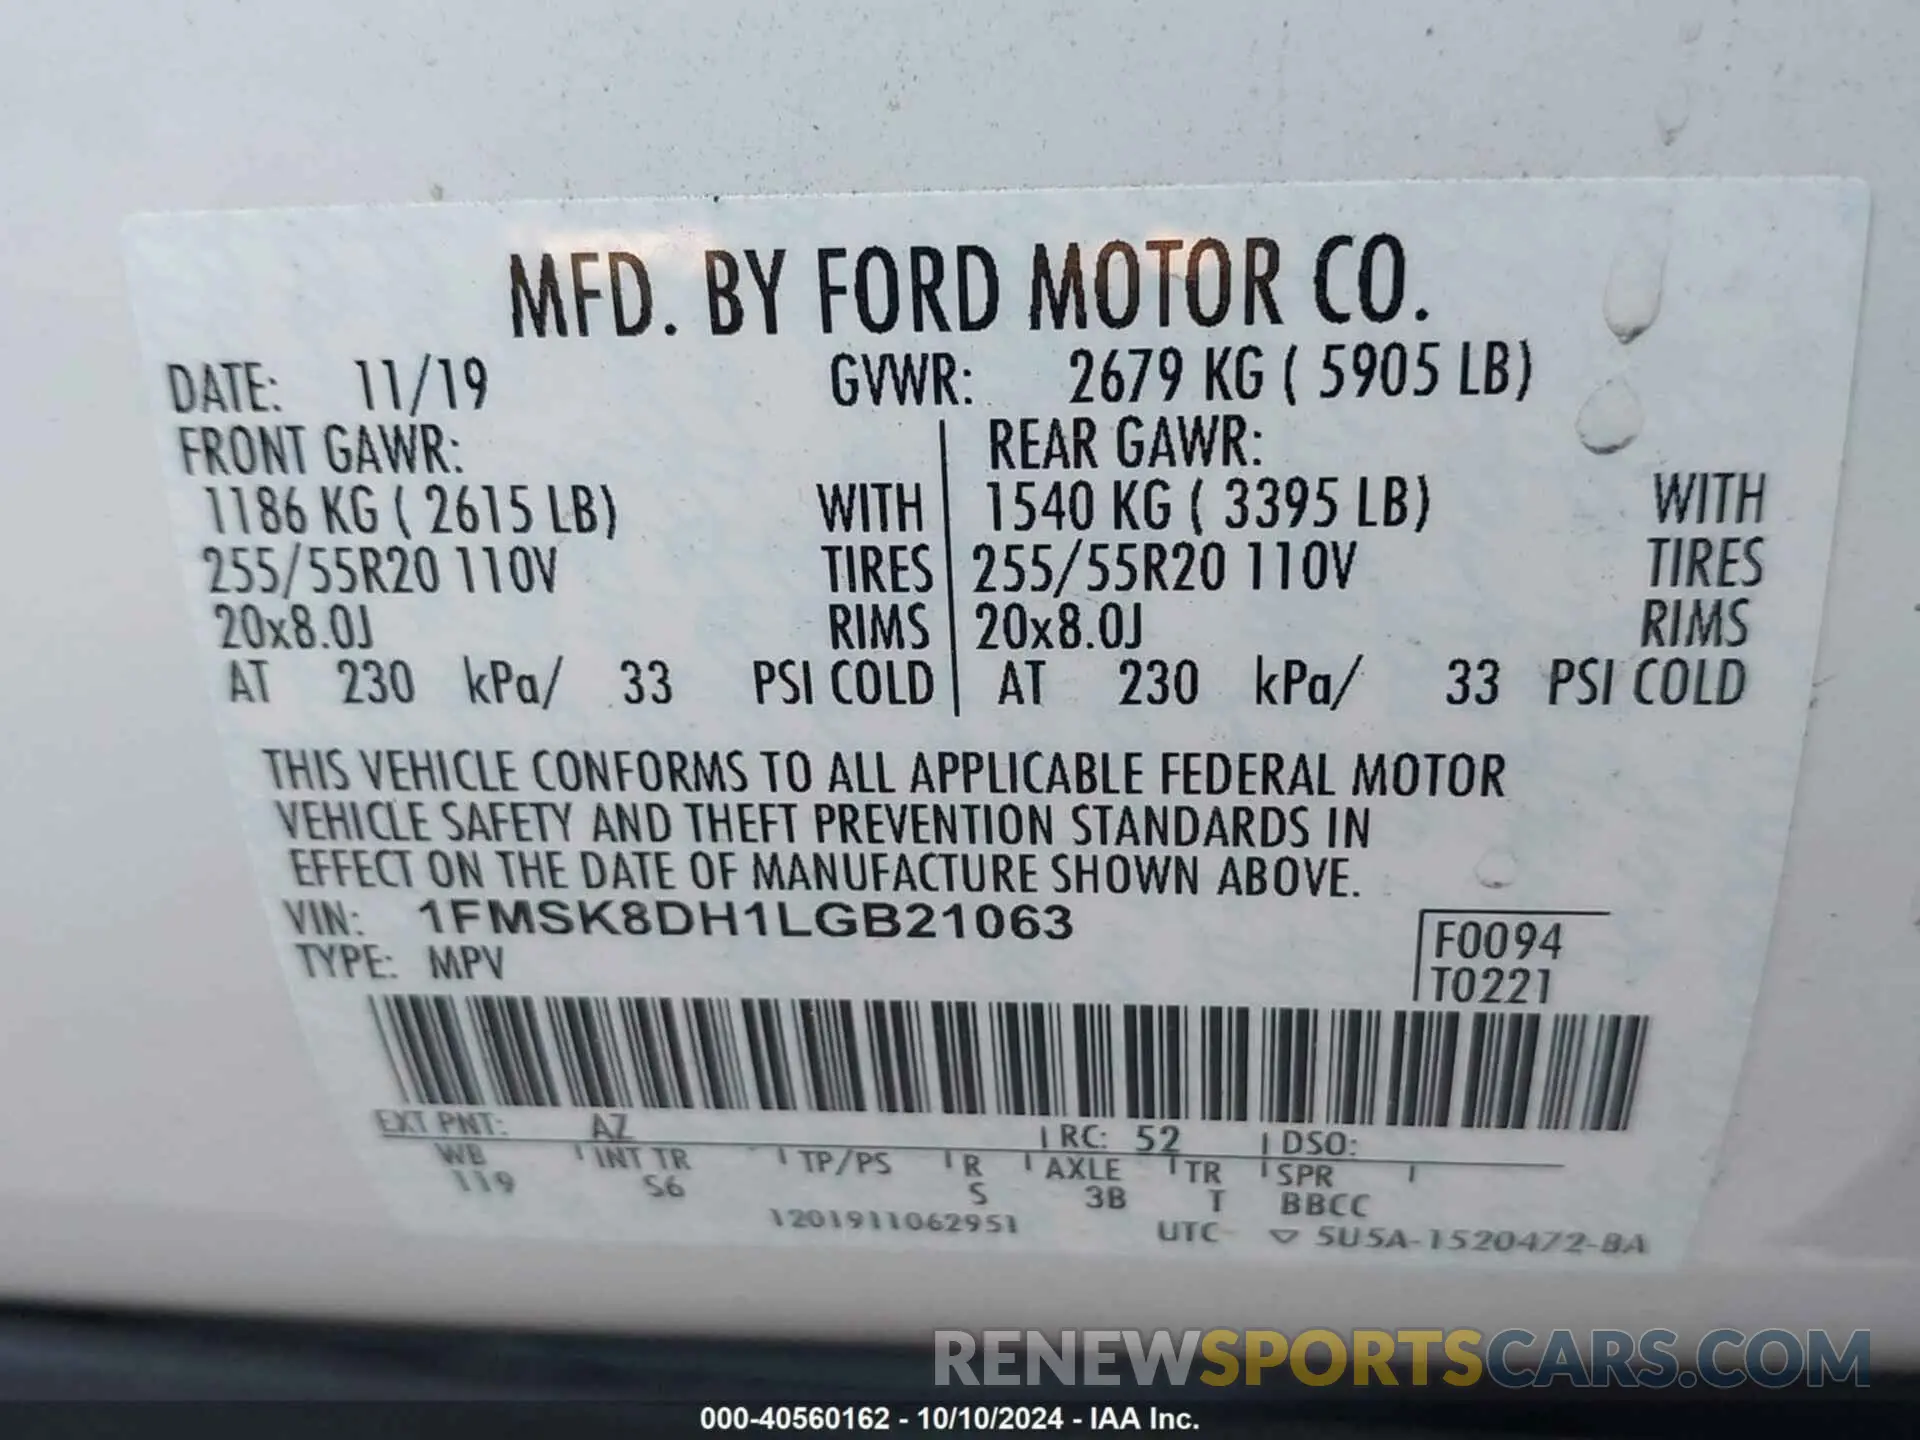 MFD. BY FORD MOTOR CO.
DATE: 11/19 GVWR: 2679 KG ( 5905 LB)
FRONT GAWR: REAR GAWR:
1186 KG ( 2615 LB) WITH 1540 KG ( 3395 LB) WITH
255/55R20 110V TIRES 255/55R20 110V TIRES
20x8.0J RIMS 20x8.0J RIMS
AT 230 kPa/ 33 PSI COLD AT 230 kPa/ 33 PSI COLD
THIS VEHICLE CONFORMS TO ALL APPLICABLE FEDERAL MOTOR
VEHICLE SAFETY AND THEFT PREVENTION STANDARDS IN
EFFECT ON THE DATE OF MANUFACTURE SHOWN ABOVE.
VIN: 1FMSK8DH1LGB21063
TYPE: MPV
F0094
T0221
EXT PNT: AZ RC: 52 DSO:
WB INT TR TP/PS R AXLE TR SPR
119 S6 S 3B T BBCC
1201911062951 UTC ▽ 5U5A-1520472-BA
RENEWSPORTSCARS.COM
000-40560162 - 10/10/2024 - IAA Inc.